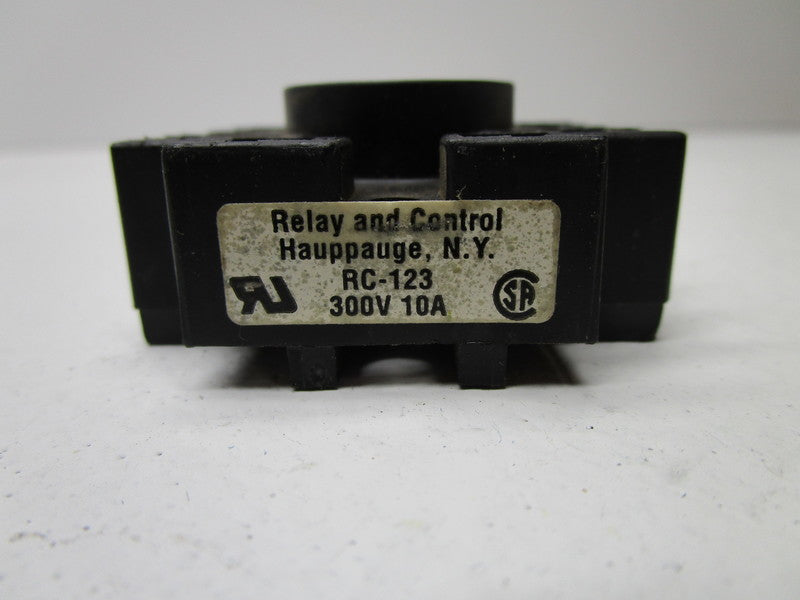 Relay and Control
Hauppauge, N.Y.
RC-123
300V 10A